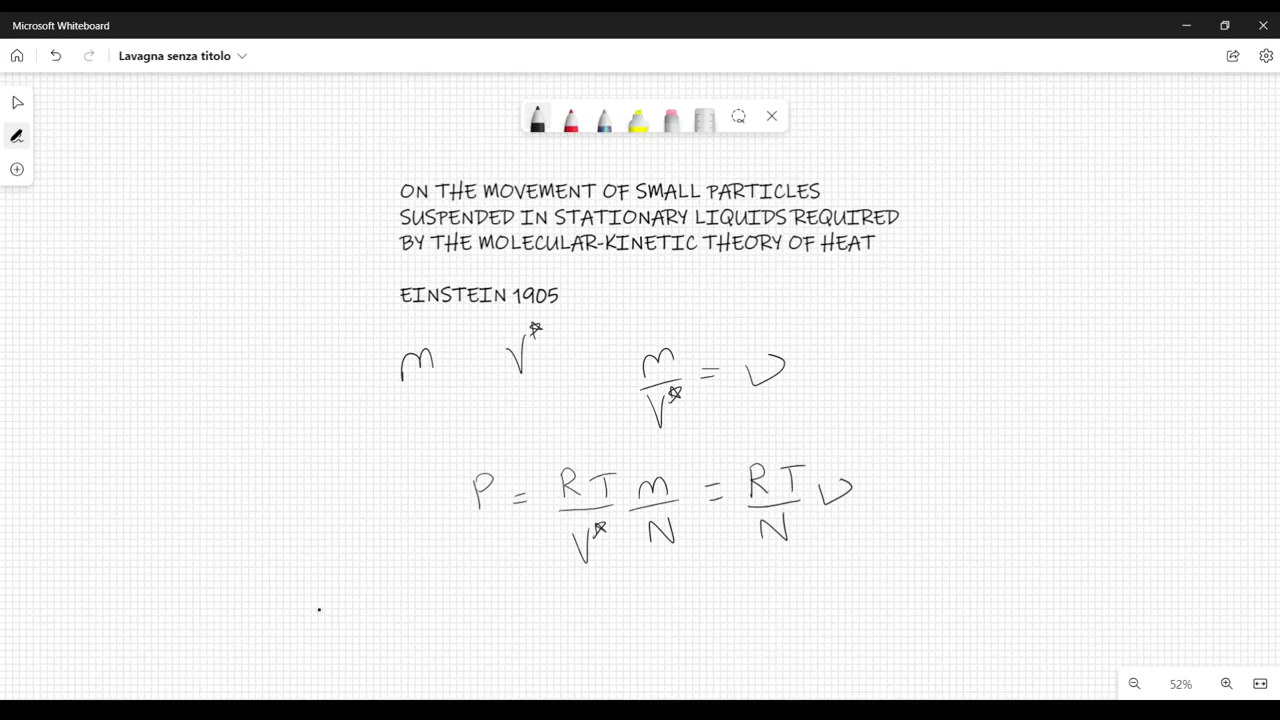 Microsoft Whiteboard
Lavagna senza titolo
ON THE MOVEMENT OF SMALL PARTICLES
SUSPENDED IN STATIONARY LIQUIDS REQUIRED
BY THE MOLECULAR-KINETIC THEORY OF HEAT
EINSTEIN 1905
m V* m/V* = ν
P = RT/V* m/N = RT/N ν
52%